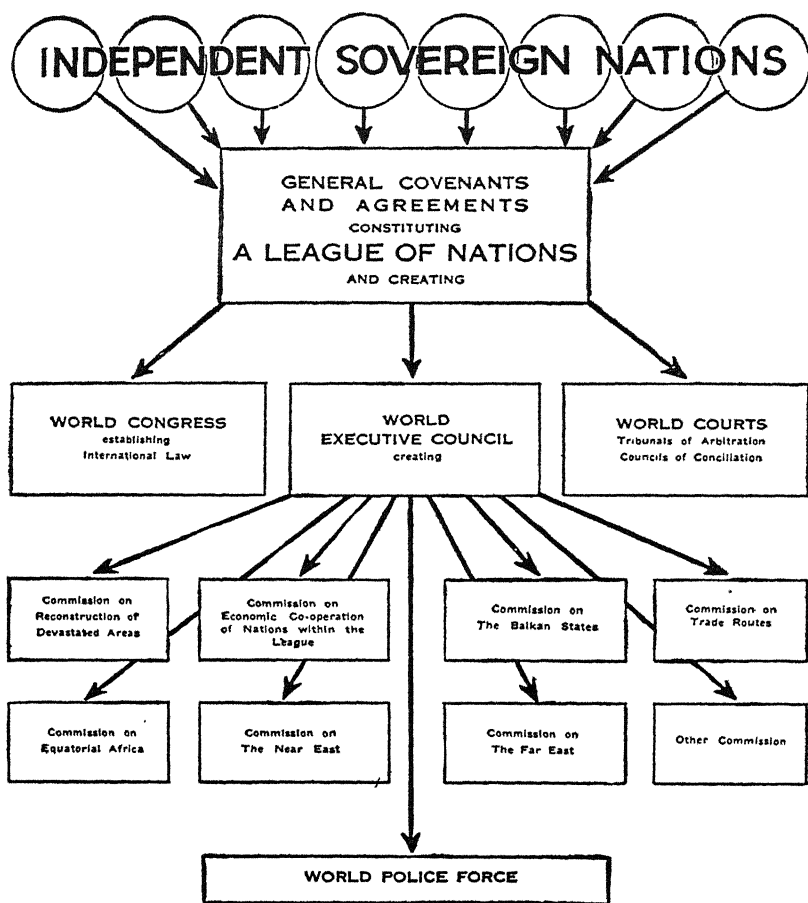 INDEPENDENT SOVEREIGN NATIONS
GENERAL COVENANTS
AND AGREEMENTS
CONSTITUTING
A LEAGUE OF NATIONS
AND CREATING
WORLD CONGRESS
establishing
International Law
WORLD
EXECUTIVE COUNCIL
creating
WORLD COURTS
Tribunals of Arbitration
Councils of Conciliation
Commission on
Reconstruction of
Devastated Areas
Commission on
Economic Co-operation
of Nations within the
League
Commission on
The Balkan States
Commission on
Trade Routes
Commission on
Equatorial Africa
Commission on
The Near East
Commission on
The Far East
Other Commission
WORLD POLICE FORCE